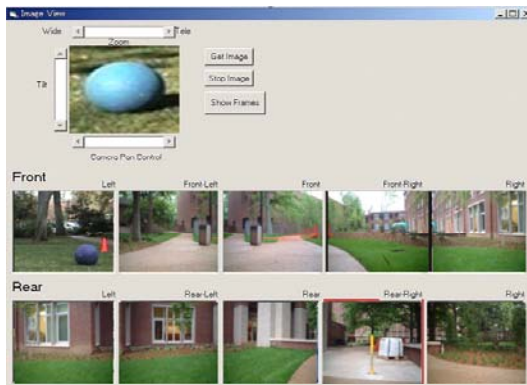 Image View
Wide
Tele
Zoom
Tilt
Get Image
Stop Image
Show Frames
Camera Pan Control
Front
Left
Front-Left
Front
Front-Right
Right
Rear
Left
Rear-Left
Rear
Rear-Right
Right